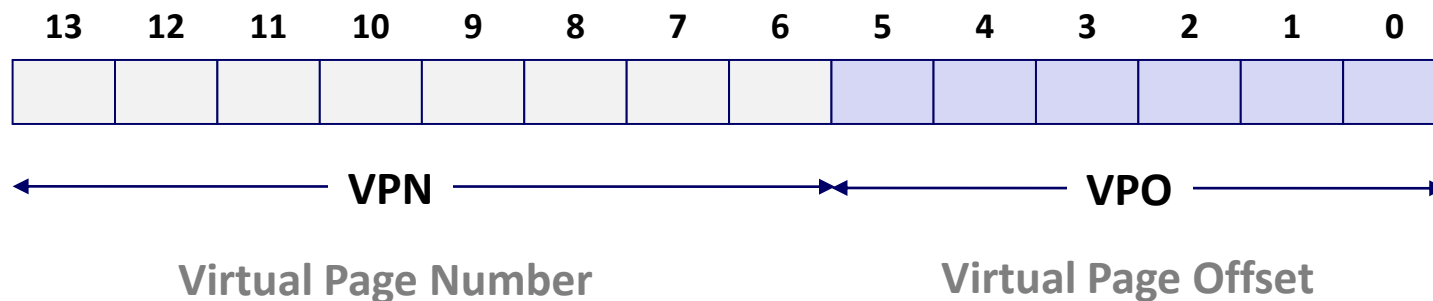 13 12 11 10 9 8 7 6 5 4 3 2 1 0
VPN VPO
Virtual Page Number Virtual Page Offset